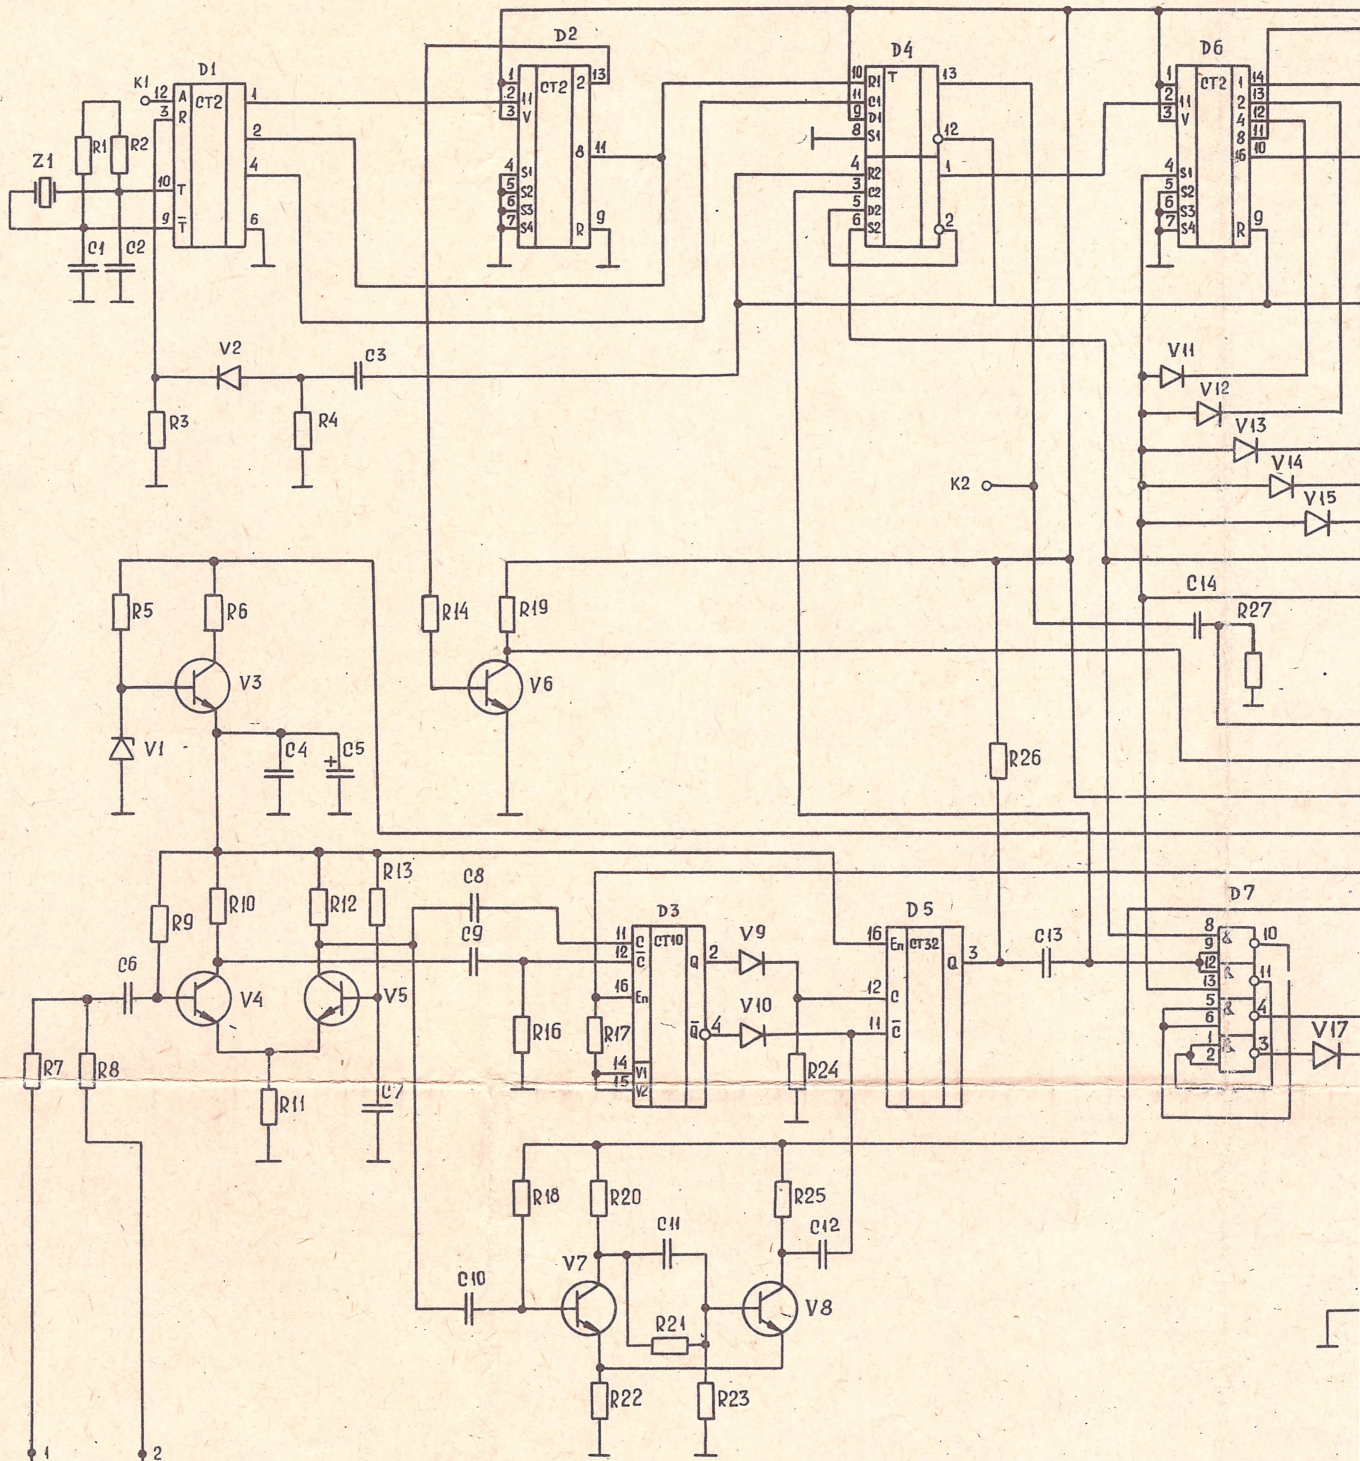 D1
K1
12
3
A
R
CT2
1
2
4
6
R1
R2
Z1
10
T
9
T̅
C1
C2
D2
1
2
3
11
V
CT2
2
13
8
11
4
5
6
7
S1
S2
S3
S4
R
9
D4
10
11
9
8
R1
C1
D1
S1
T
13
12
4
3
5
6
R2
C2
D2
S2
1
2
D6
1
2
3
11
V
CT2
1
2
4
8
16
14
13
12
11
10
4
5
6
7
S1
S2
S3
S4
R
9
V2
C3
R3
R4
V11
V12
V13
V14
V15
K2
R5
R6
V3
V1
C4
+
C5
R14
R19
V6
C14
R27
R26
R9
R10
R12
R13
C8
C9
C6
V4
V5
R7
R8
R11
C7
R16
D3
11
12
16
14
15
C
C̅
En
V1
V2
CT10
Q
2
Q̅
4
R17
V9
V10
R24
D5
16
12
11
En
C
C̅
CT32
Q
3
C13
D7
8
9
12
13
5
6
1
2
&
&
&
&
10
11
4
3
V17
R18
R20
R25
C11
C12
C10
V7
V8
R21
R22
R23
1
2